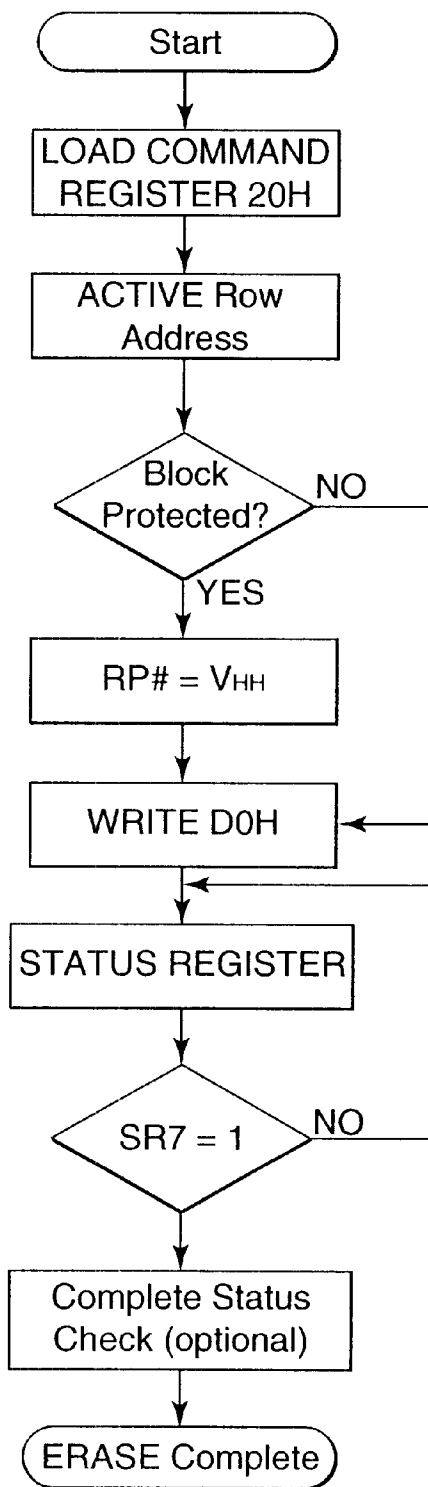 Start
LOAD COMMAND
REGISTER 20H
ACTIVE Row
Address
Block
Protected?
NO
YES
RP# = VHH
WRITE D0H
STATUS REGISTER
SR7 = 1
NO
Complete Status
Check (optional)
ERASE Complete